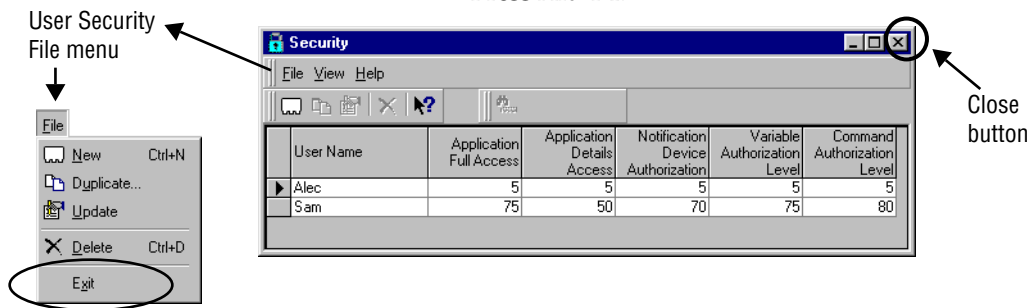 User Security
File menu
Security
File View Help
Close
button
File
New Ctrl+N
Duplicate...
Update
Delete Ctrl+D
Exit
User Name
Application
Full Access
Application
Details
Access
Notification
Device
Authorization
Variable
Authorization
Level
Command
Authorization
Level
Alec 5 5 5 5 5
Sam 75 50 70 75 80